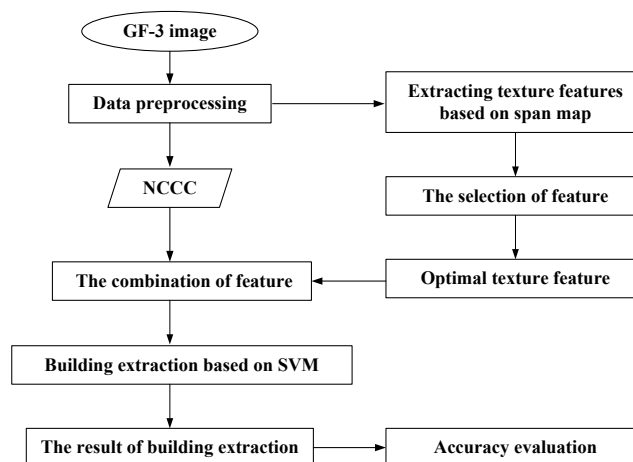 GF-3 image
Data preprocessing
Extracting texture features
based on span map
NCCC
The selection of feature
The combination of feature
Optimal texture feature
Building extraction based on SVM
The result of building extraction
Accuracy evaluation